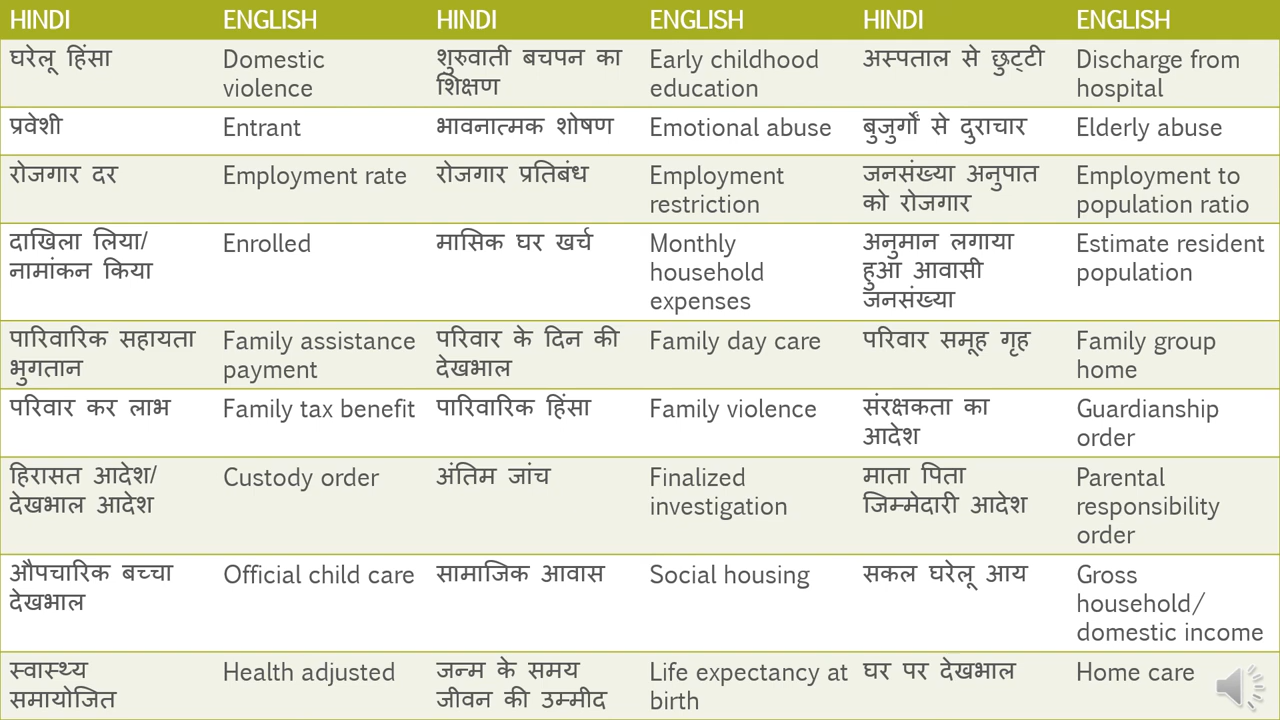 HINDI ENGLISH HINDI ENGLISH HINDI ENGLISH
घरेलू हिंसा Domestic violence शुरुवाती बचपन का शिक्षण Early childhood education अस्पताल से छुट्टी Discharge from hospital
प्रवेशी Entrant भावनात्मक शोषण Emotional abuse बुजुर्गों से दुराचार Elderly abuse
रोजगार दर Employment rate रोजगार प्रतिबंध Employment restriction जनसंख्या अनुपात को रोजगार Employment to population ratio
दाखिला लिया/ नामांकन किया Enrolled मासिक घर खर्च Monthly household expenses अनुमान लगाया हुआ आवासी जनसंख्या Estimate resident population
पारिवारिक सहायता भुगतान Family assistance payment परिवार के दिन की देखभाल Family day care परिवार समूह गृह Family group home
परिवार कर लाभ Family tax benefit पारिवारिक हिंसा Family violence संरक्षकता का आदेश Guardianship order
हिरासत आदेश/ देखभाल आदेश Custody order अंतिम जांच Finalized investigation माता पिता जिम्मेदारी आदेश Parental responsibility order
औपचारिक बच्चा देखभाल Official child care सामाजिक आवास Social housing सकल घरेलू आय Gross household/ domestic income
स्वास्थ्य समायोजित Health adjusted जन्म के समय जीवन की उम्मीद Life expectancy at birth घर पर देखभाल Home care